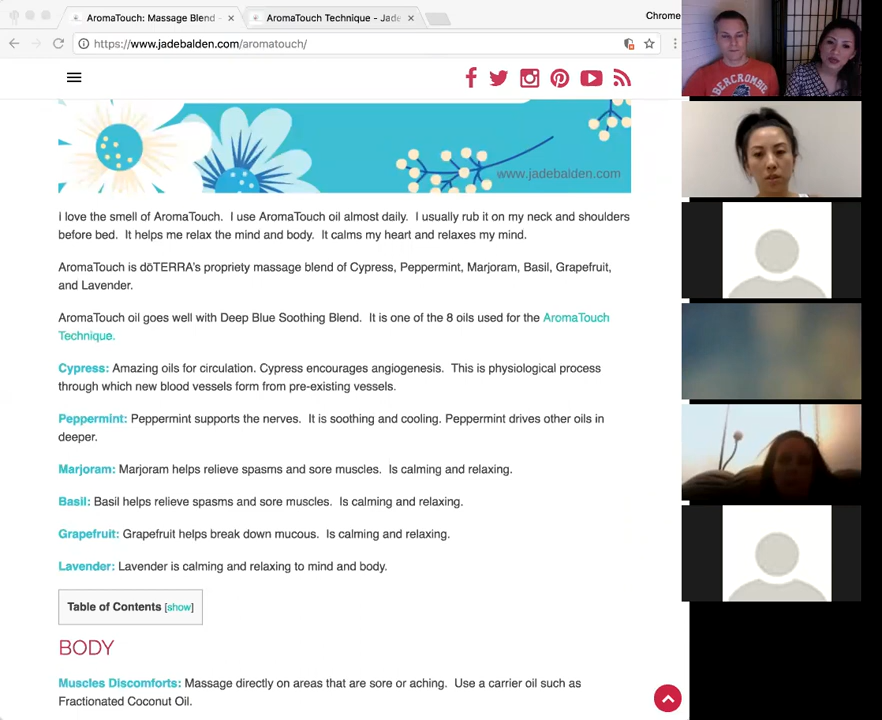 AromaTouch: Massage Blend
AromaTouch Technique - Jade
Chrome
https://www.jadebalden.com/aromatouch/
www.jadebalden.com
I love the smell of AromaTouch. I use AromaTouch oil almost daily. I usually rub it on my neck and shoulders
before bed. It helps me relax the mind and body. It calms my heart and relaxes my mind.
AromaTouch is dōTERRA's propriety massage blend of Cypress, Peppermint, Marjoram, Basil, Grapefruit,
and Lavender.
AromaTouch oil goes well with Deep Blue Soothing Blend. It is one of the 8 oils used for the AromaTouch
Technique.
Cypress: Amazing oils for circulation. Cypress encourages angiogenesis. This is physiological process
through which new blood vessels form from pre-existing vessels.
Peppermint: Peppermint supports the nerves. It is soothing and cooling. Peppermint drives other oils in
deeper.
Marjoram: Marjoram helps relieve spasms and sore muscles. Is calming and relaxing.
Basil: Basil helps relieve spasms and sore muscles. Is calming and relaxing.
Grapefruit: Grapefruit helps break down mucous. Is calming and relaxing.
Lavender: Lavender is calming and relaxing to mind and body.
Table of Contents [show]
BODY
Muscles Discomforts: Massage directly on areas that are sore or aching. Use a carrier oil such as
Fractionated Coconut Oil.
ABERCROMBIE